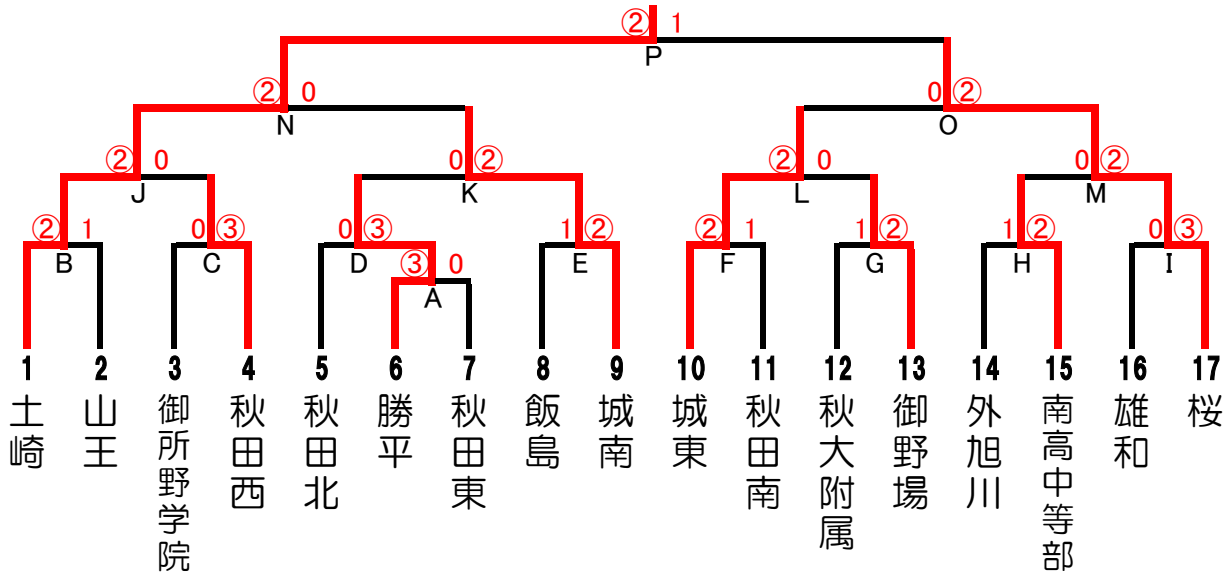 ② 1
P
② 0
N
0 ②
O
② 0
J
0 ②
K
② 0
L
0 ②
M
② 1
B
0 ③
C
0 ③
D
1 ②
E
② 1
F
1 ②
G
1 ②
H
0 ③
I
③ 0
A
1 2 3 4 5 6 7 8 9 10 11 12 13 14 15 16 17
土崎
山王
御所野学院
秋田西
秋田北
勝平
秋田東
飯島
城南
城東
秋田南
秋大附属
御野場
外旭川
南高中等部
雄和
桜